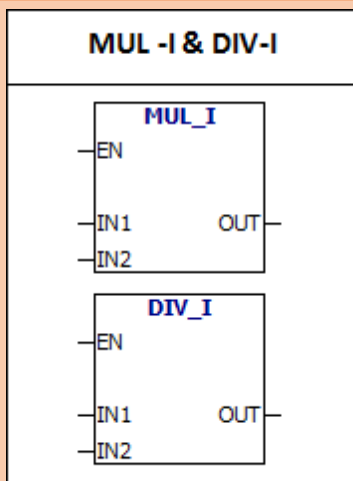 MUL -I & DIV-I
MUL_I
EN
IN1 OUT
IN2
DIV_I
EN
IN1 OUT
IN2